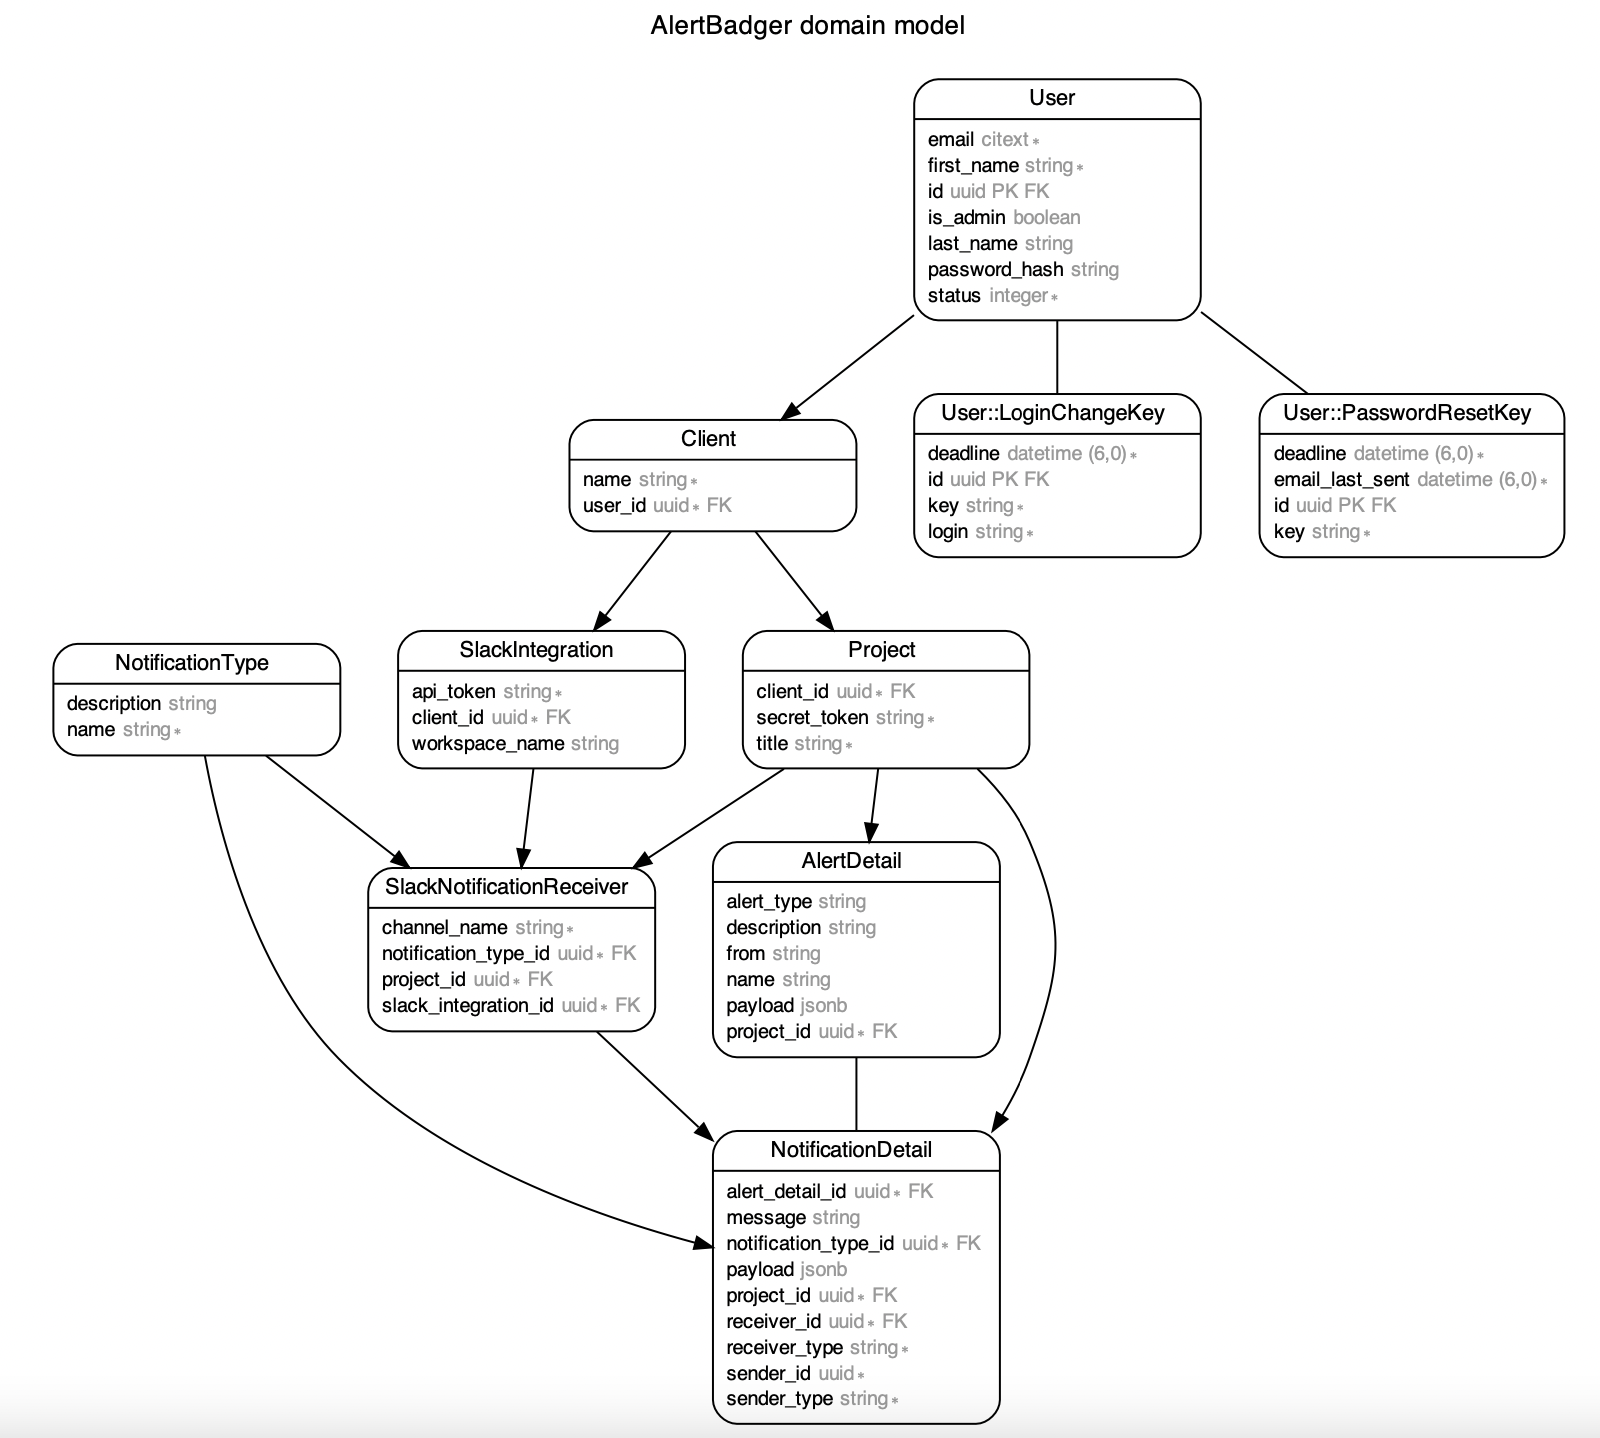 AlertBadger domain model
User
email citext *
first_name string *
id uuid PK FK
is_admin boolean
last_name string
password_hash string
status integer *
Client
name string *
user_id uuid * FK
User::LoginChangeKey
deadline datetime (6,0) *
id uuid PK FK
key string *
login string *
User::PasswordResetKey
deadline datetime (6,0) *
email_last_sent datetime (6,0) *
id uuid PK FK
key string *
NotificationType
description string
name string *
SlackIntegration
api_token string *
client_id uuid * FK
workspace_name string
Project
client_id uuid * FK
secret_token string *
title string *
SlackNotificationReceiver
channel_name string *
notification_type_id uuid * FK
project_id uuid * FK
slack_integration_id uuid * FK
AlertDetail
alert_type string
description string
from string
name string
payload jsonb
project_id uuid * FK
NotificationDetail
alert_detail_id uuid * FK
message string
notification_type_id uuid * FK
payload jsonb
project_id uuid * FK
receiver_id uuid * FK
receiver_type string *
sender_id uuid *
sender_type string *